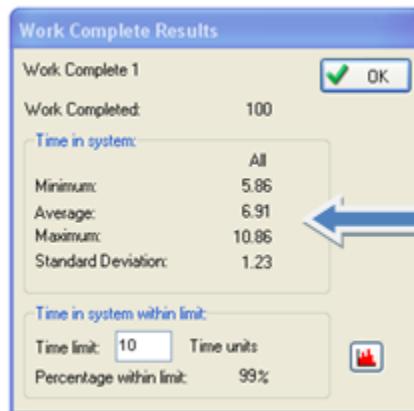 Work Complete Results
Work Complete 1
OK
Work Completed: 100
Time in system:
All
Minimum: 5.86
Average: 6.91
Maximum: 10.86
Standard Deviation: 1.23
Time in system within limit:
Time limit: 10 Time units
Percentage within limit: 99%